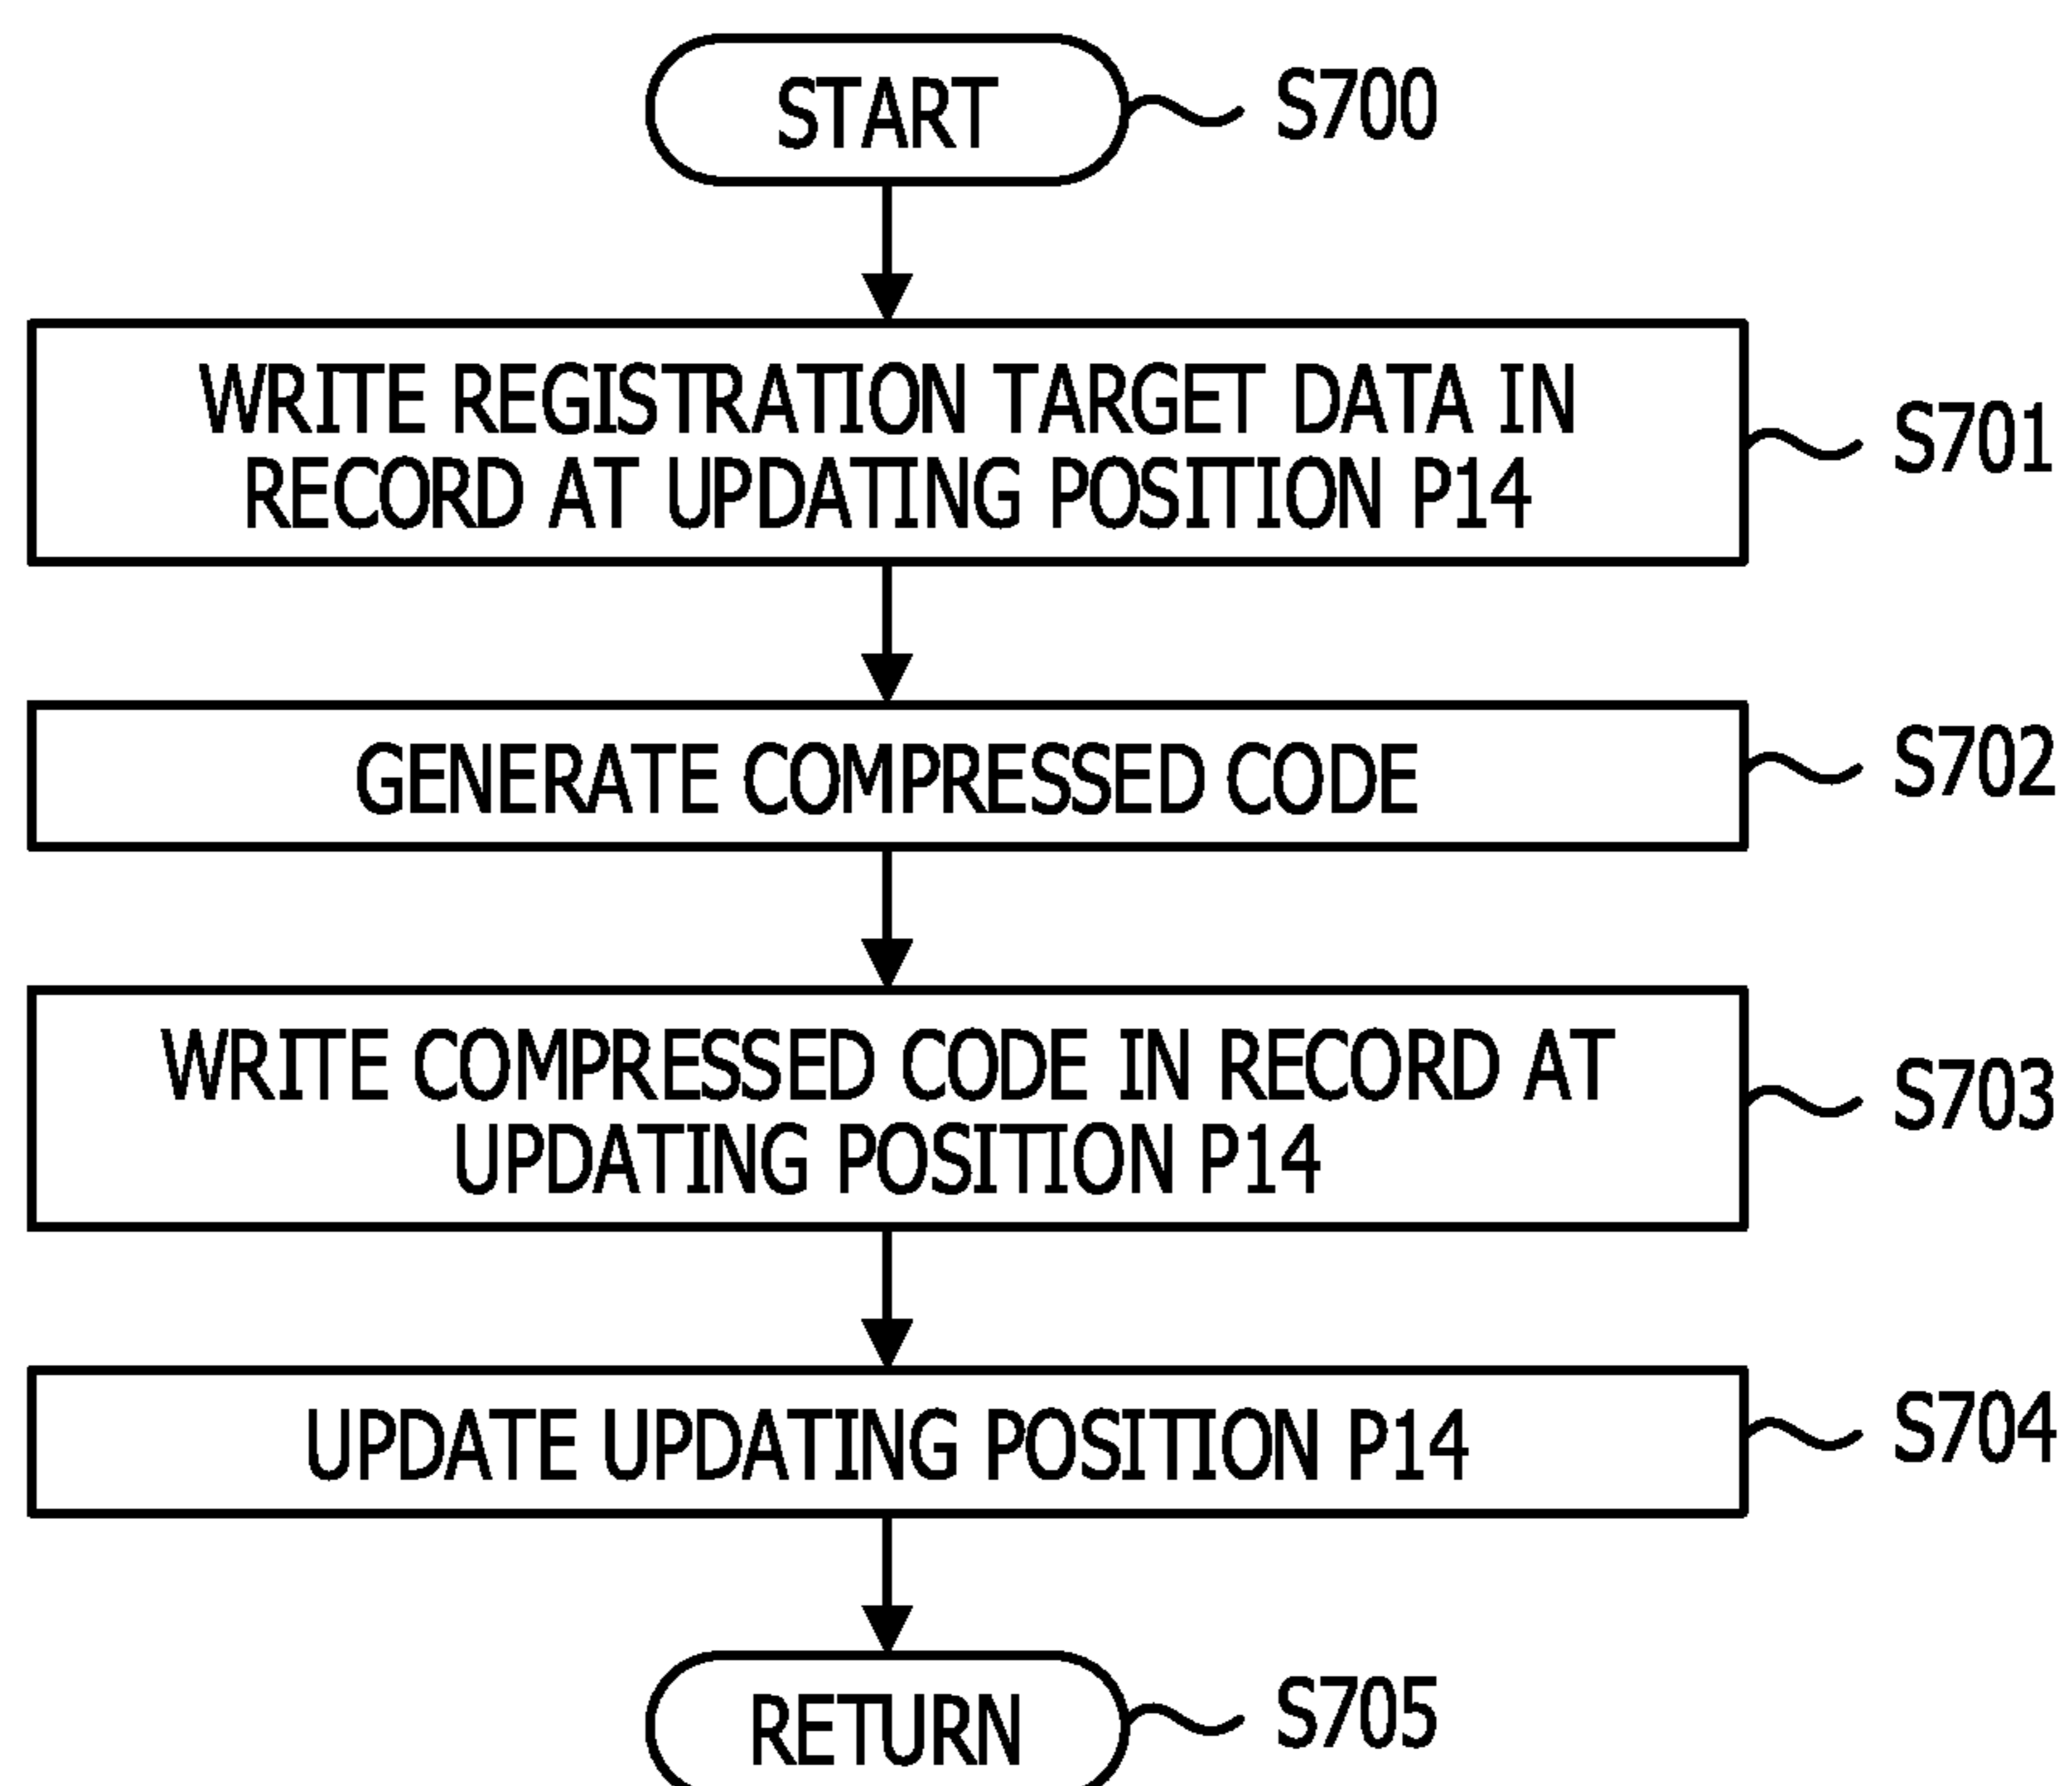 START
S700
WRITE REGISTRATION TARGET DATA IN
RECORD AT UPDATING POSITION P14
S701
GENERATE COMPRESSED CODE
S702
WRITE COMPRESSED CODE IN RECORD AT
UPDATING POSITION P14
S703
UPDATE UPDATING POSITION P14
S704
RETURN
S705